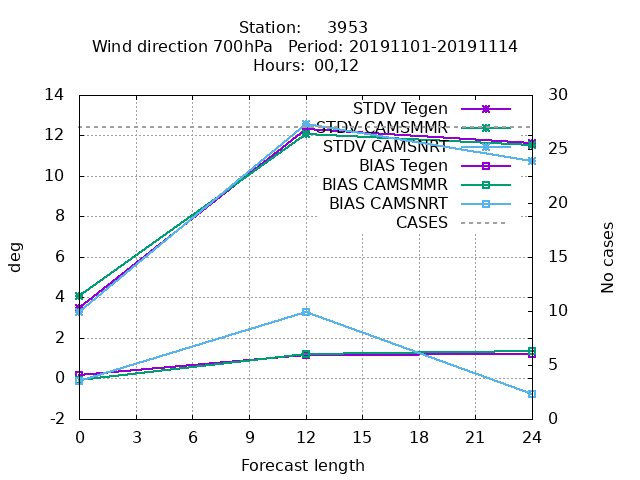 Station: 3953
Wind direction 700hPa Period: 20191101-20191114
Hours: 00,12
14
12
10
8
6
4
2
0
-2
30
25
20
15
10
5
0
STDV Tegen
STDV CAMSMMR
STDV CAMSNRT
BIAS Tegen
BIAS CAMSMMR
BIAS CAMSNRT
CASES
deg
No cases
0 3 6 9 12 15 18 21 24
Forecast length